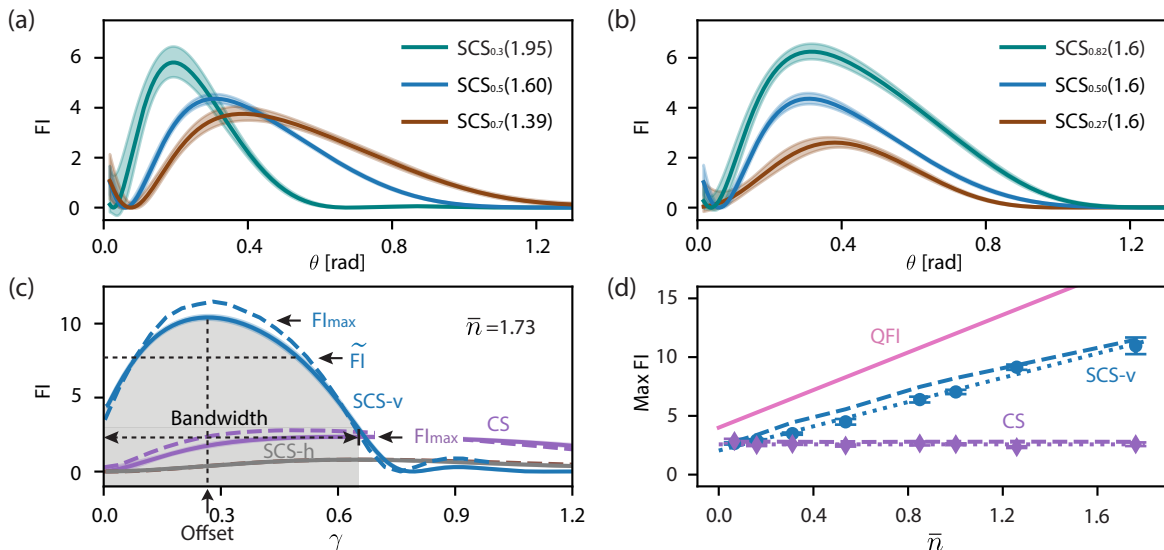 (a)
FI
6
4
2
0
SCS0.3(1.95)
SCS0.5(1.60)
SCS0.7(1.39)
0.0 0.4 0.8 1.2
θ [rad]
(b)
FI
6
4
2
0
SCS0.82(1.6)
SCS0.50(1.6)
SCS0.27(1.6)
0.0 0.4 0.8 1.2
θ [rad]
(c)
FI
10
5
0
FImax
n̄ =1.73
F͠I
SCS-v
Bandwidth
CS
FImax
SCS-h
0.0 0.3 0.6 0.9 1.2
Offset
γ
(d)
Max FI
15
10
5
0
QFI
SCS-v
CS
0.0 0.4 0.8 1.2 1.6
n̄